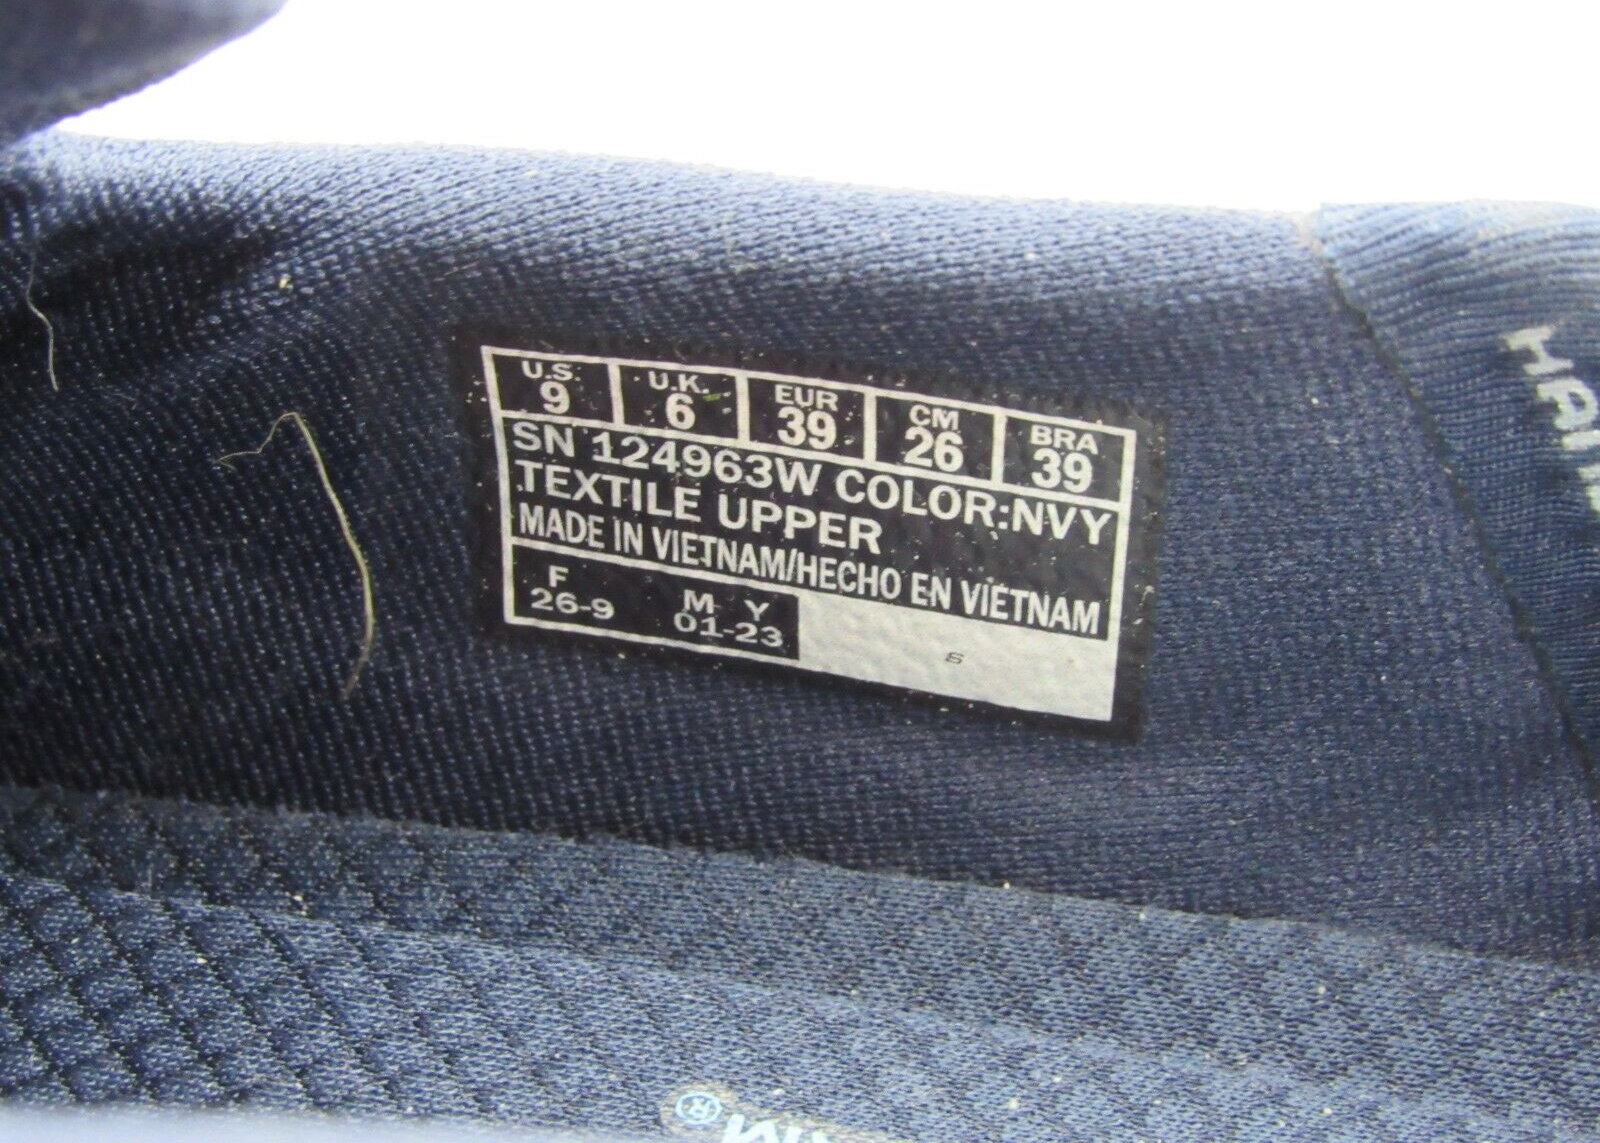 U.S. U.K. EUR CM BRA
9 6 39 26 39
SN 124963W COLOR:NVY
TEXTILE UPPER
MADE IN VIETNAM/HECHO EN VIETNAM
F M Y
26-9 01-23
S
®